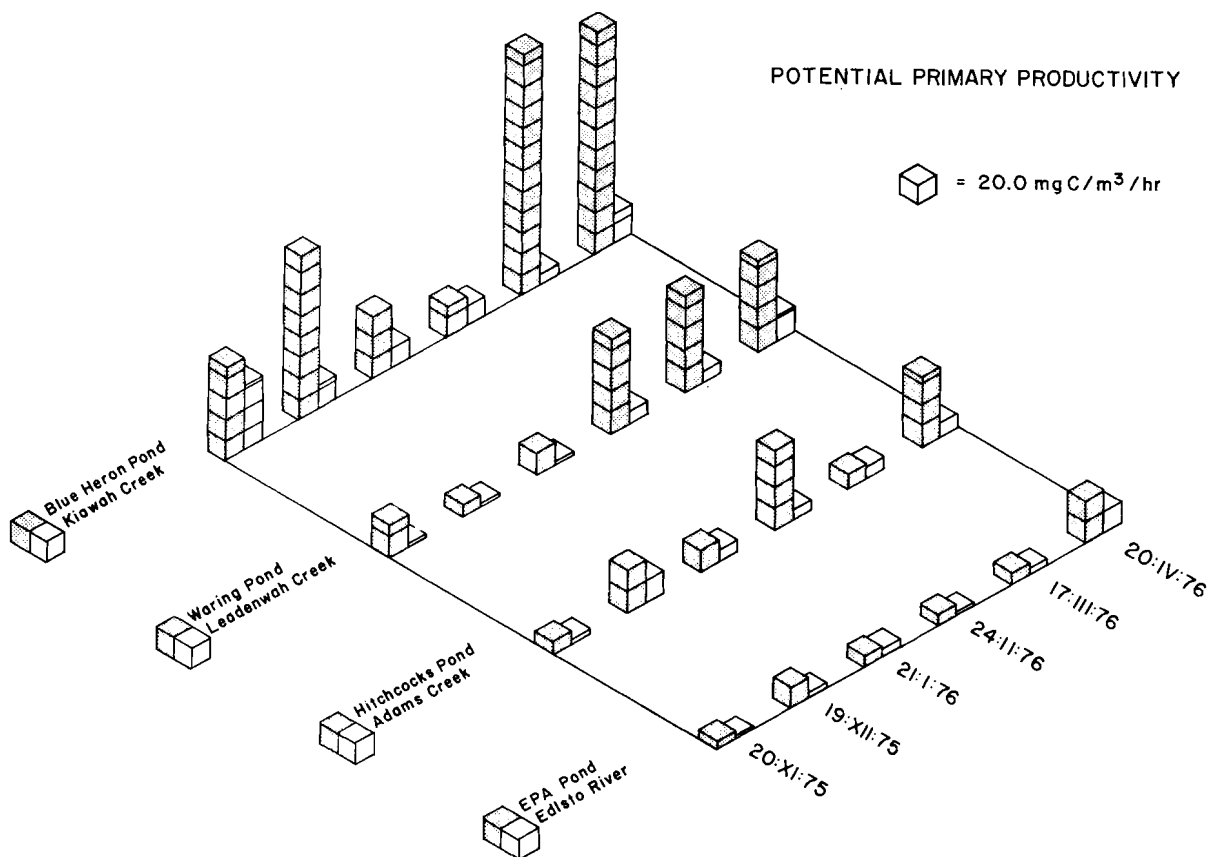 POTENTIAL PRIMARY PRODUCTIVITY
= 20.0 mgC/m³/hr
Blue Heron Pond
Kiawah Creek
Waring Pond
Leadenwah Creek
Hitchcocks Pond
Adams Creek
EPA Pond
Edisto River
20:XI:75
19:XII:75
21:I:76
24:II:76
17:III:76
20:IV:76